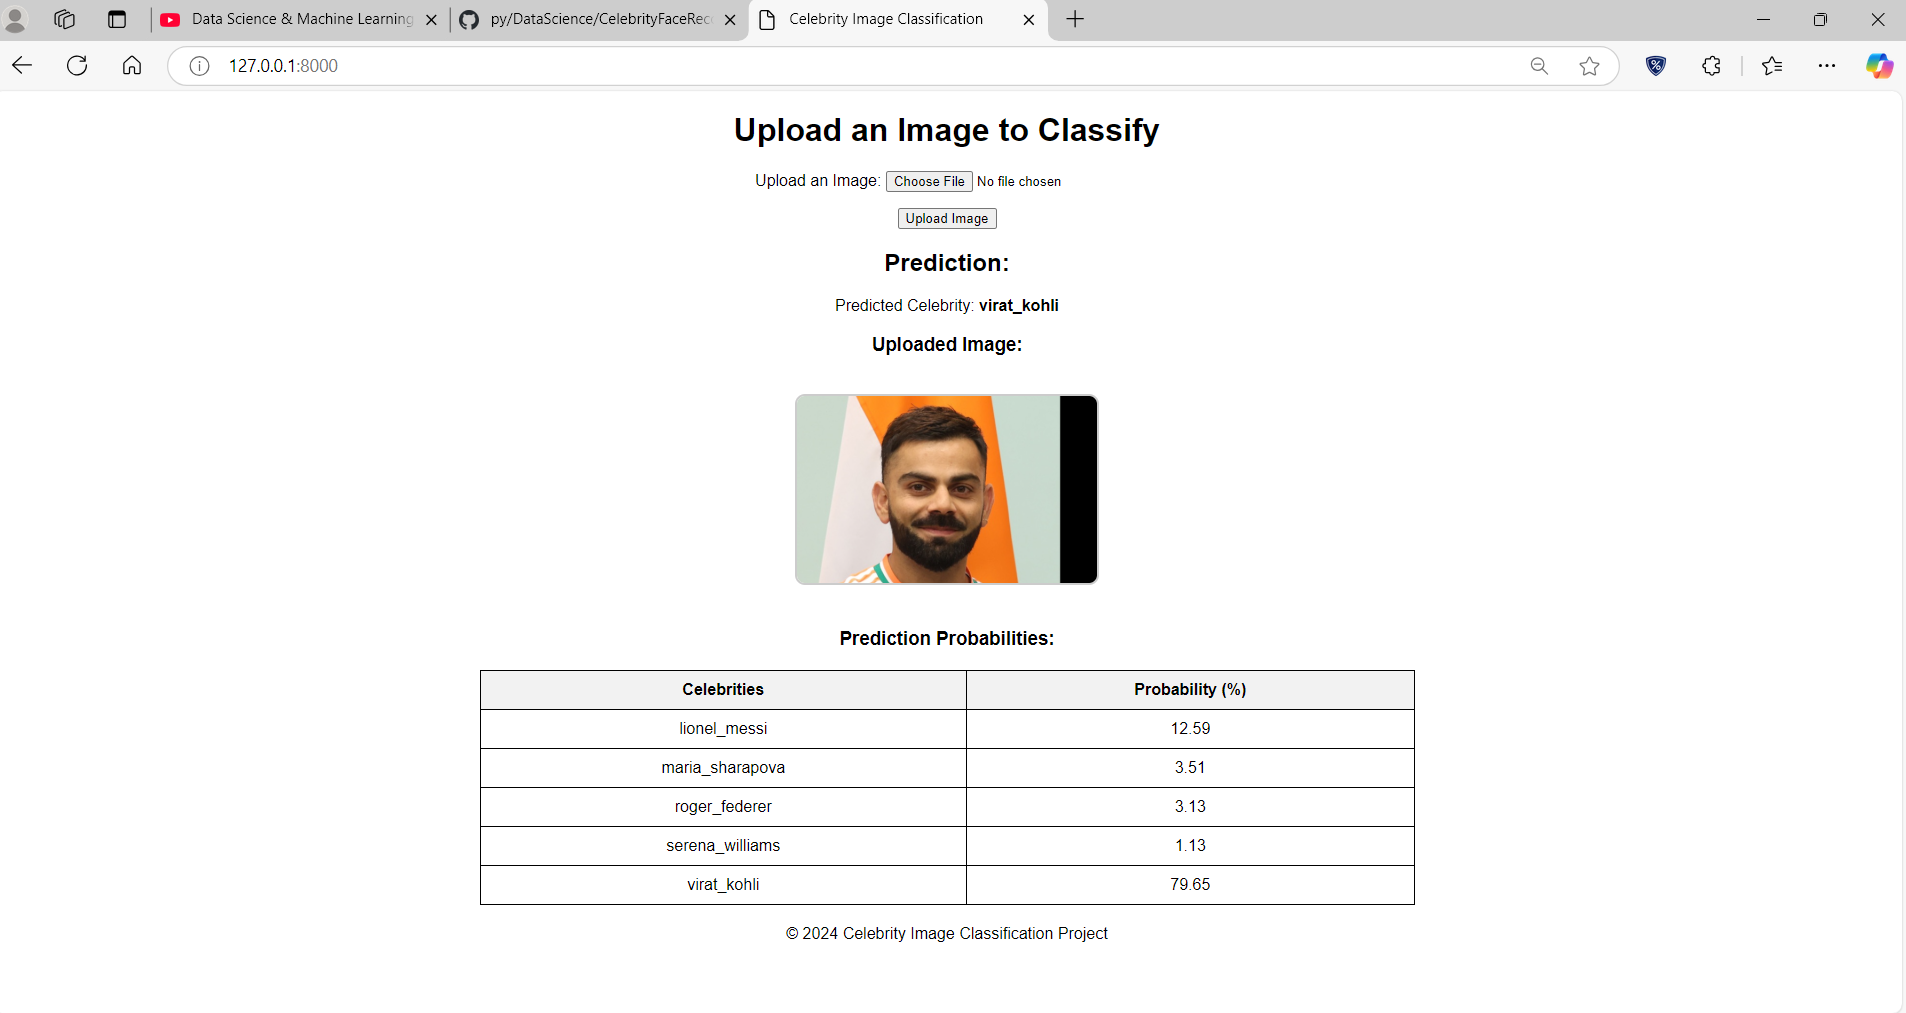 Data Science & Machine Learning
py/DataScience/CelebrityFaceRec
Celebrity Image Classification
127.0.0.1:8000
Upload an Image to Classify
Upload an Image: Choose File No file chosen
Upload Image
Prediction:
Predicted Celebrity: virat_kohli
Uploaded Image:
Prediction Probabilities:
Celebrities Probability (%)
lionel_messi 12.59
maria_sharapova 3.51
roger_federer 3.13
serena_williams 1.13
virat_kohli 79.65
© 2024 Celebrity Image Classification Project